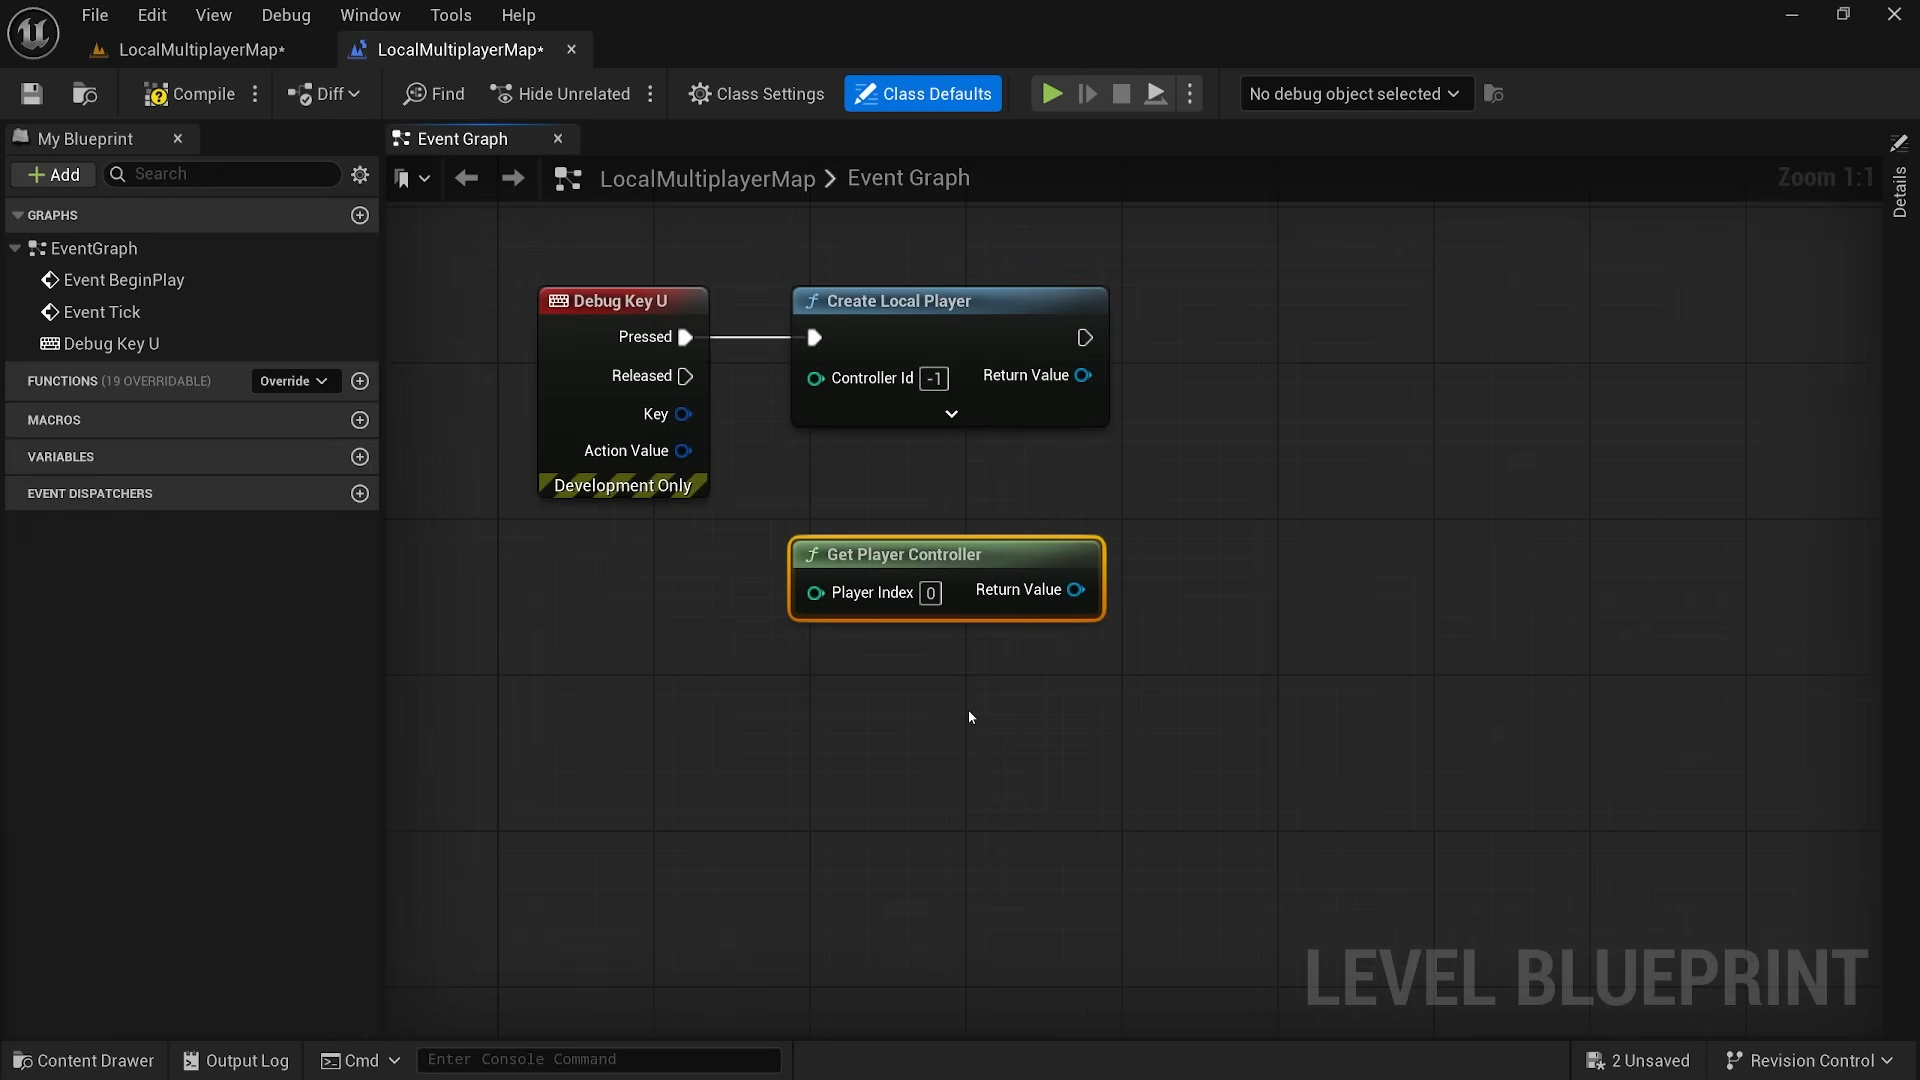 File Edit View Debug Window Tools Help
LocalMultiplayerMap* LocalMultiplayerMap*
Compile Diff Find Hide Unrelated Class Settings Class Defaults No debug object selected
My Blueprint Event Graph
Add Search LocalMultiplayerMap > Event Graph Zoom 1:1
Details
GRAPHS
EventGraph
Event BeginPlay
Event Tick
Debug Key U
FUNCTIONS (19 OVERRIDABLE) Override
MACROS
VARIABLES
EVENT DISPATCHERS
Debug Key U
Pressed
Released
Key
Action Value
Development Only
f Create Local Player
Controller Id -1 Return Value
f Get Player Controller
Player Index 0 Return Value
LEVEL BLUEPRINT
Content Drawer Output Log Cmd Enter Console Command 2 Unsaved Revision Control